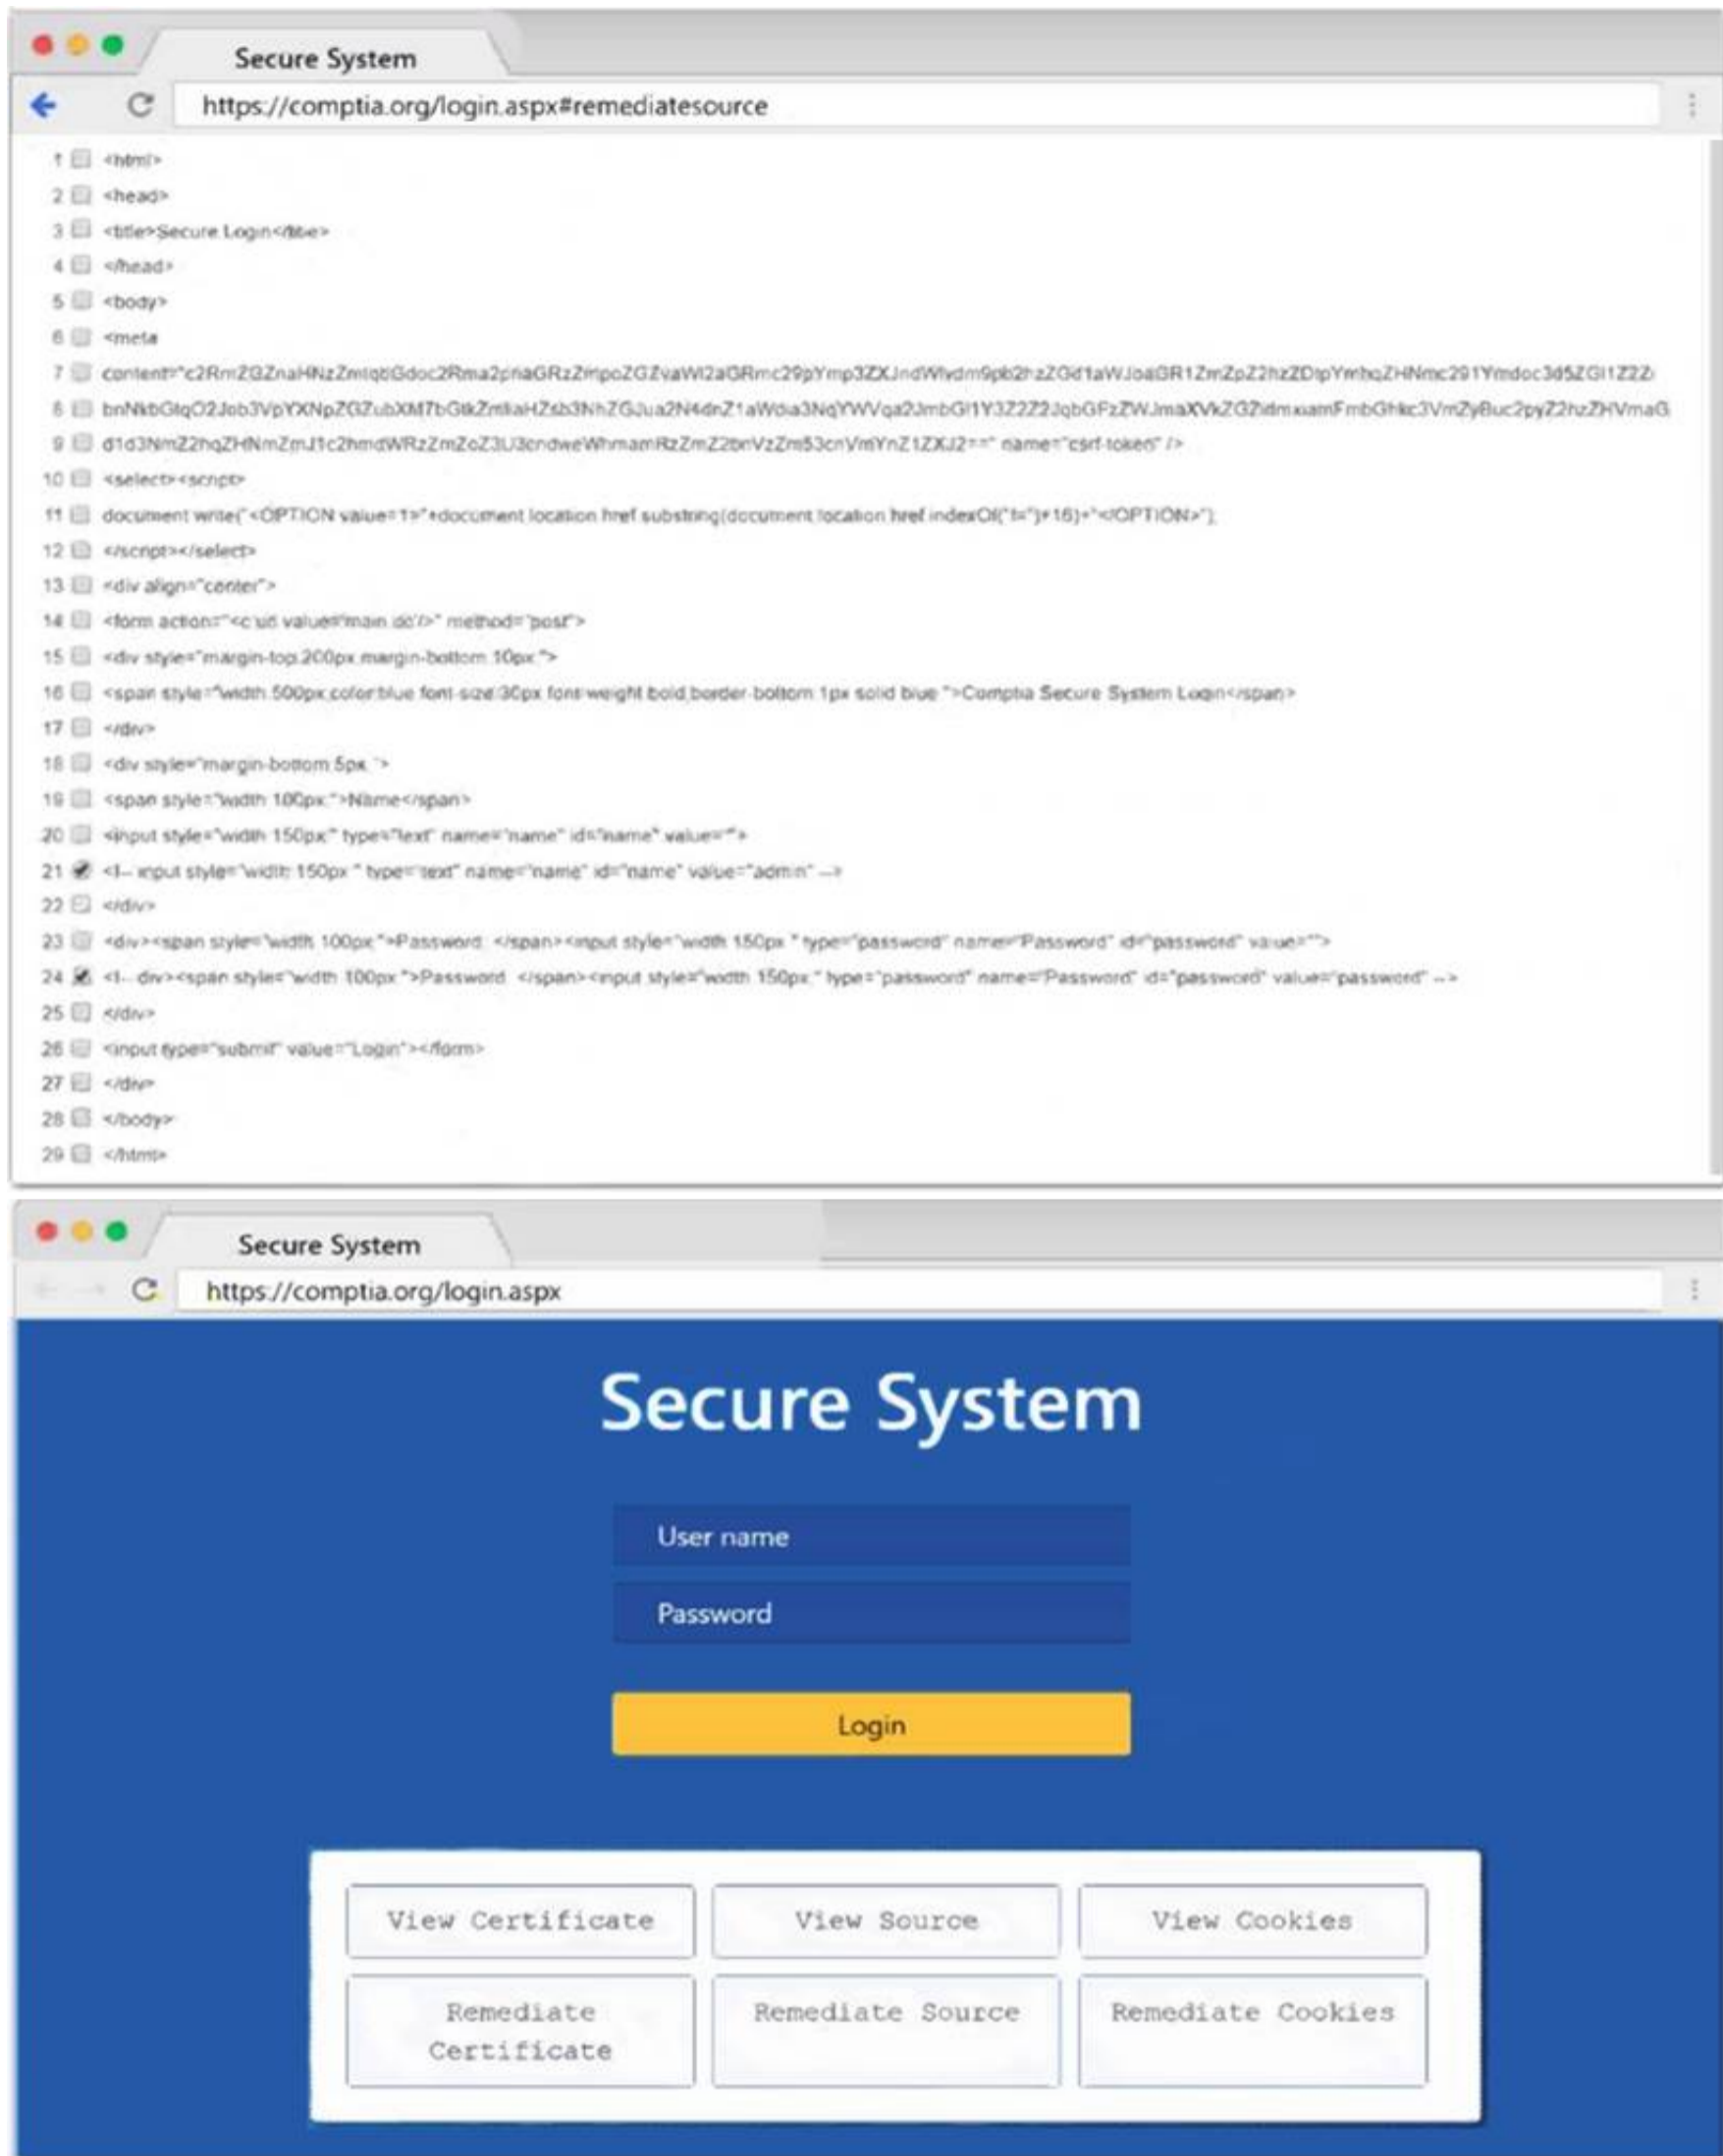 Secure System
https://comptia.org/login.aspx#remediatesource
1 <html>
2 <head>
3 <title>Secure Login</title>
4 </head>
5 <body>
6 <meta
7
8
9 name="csrf-token" />
10 <select><script>
11 document.write("<OPTION value=1>"+document.location.href.substring(document.location.href.indexOf("
12 </script></select>
13 <div align="center">
14 <form action= method="post">
15 <div style="margin-top:200px;margin-bottom:10px;">
16 <span style="width:500px;color:blue;font-size:30px;font-weight:bold;border-bottom:1px solid blue;">Comptia Secure System Login</span>
17 </div>
18 <div style="margin-bottom:5px;">
19 <span style="width:100px;">Name</span>
20 <input style="width:150px;" type="text" name="name" id="name" value="">
21 <!-- input style="width:150px;" type="text" name="name" id="name" value="admin" -->
22 </div>
23 <div><span style="width:100px;">Password: </span><input style="width:150px;" type="password" name="Password" id="password" value="">
24 <!-- div><span style="width:100px;">Password: </span><input style="width:150px;" type="password" name="Password" id="password" value="password" -->
25 </div>
26 <input type="submit" value="Login"></form>
27 </div>
28 </body>
29 </html>
Secure System
https://comptia.org/login.aspx
Secure System
User name
Password
Login
View Certificate View Source View Cookies
Remediate Remediate Source Remediate Cookies
Certificate